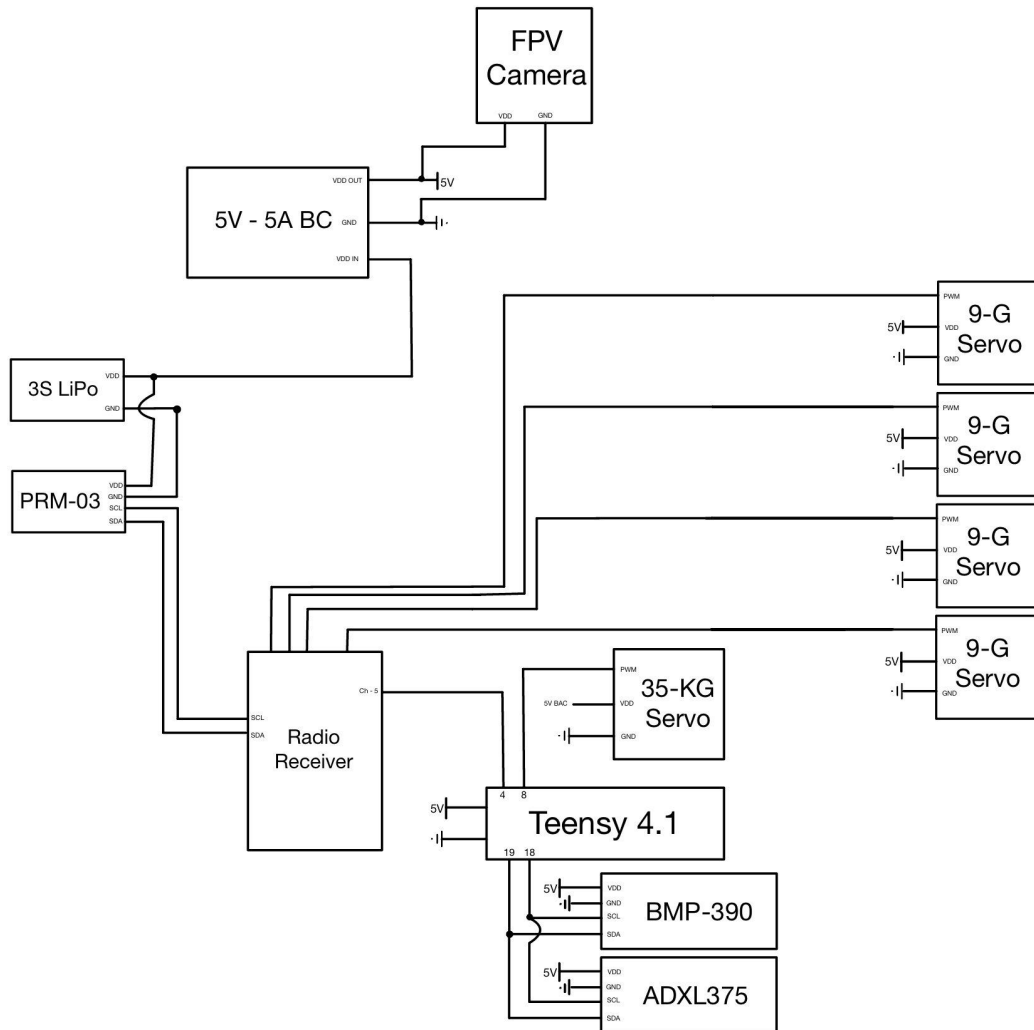 FPV
Camera
VDD
GND
5V - 5A BC
VDD OUT
5V
GND
VDD IN
3S LiPo
VDD
GND
PRM-03
VDD
GND
SCL
SDA
PWM
5V
VDD
GND
9-G
Servo
PWM
5V
VDD
GND
9-G
Servo
PWM
5V
VDD
GND
9-G
Servo
PWM
5V
VDD
GND
9-G
Servo
Radio
Receiver
Ch - 5
SCL
SDA
PWM
5V BAC
VDD
GND
35-KG
Servo
4 8
5V
Teensy 4.1
19 18
5V
VDD
GND
SCL
SDA
BMP-390
5V
VDD
GND
SCL
SDA
ADXL375